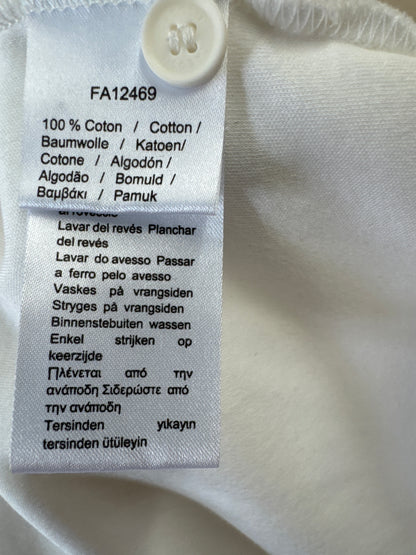 FA12469
100 % Coton / Cotton /
Baumwolle / Katoen/
Cotone / Algodón /
Algodão / Bomuld /
Βαμβάκι / Pamuk
al rovescio
Lavar del revés Planchar
del revés
Lavar do avesso Passar
a ferro pelo avesso
Vaskes på vrangsiden
Stryges på vrangsiden
Binnenstebuiten wassen
Enkel strijken op
keerzijde
Πλένεται από την
ανάποδη Σιδερώστε από
την ανάποδη
Tersinden yıkayın
tersinden ütüleyin